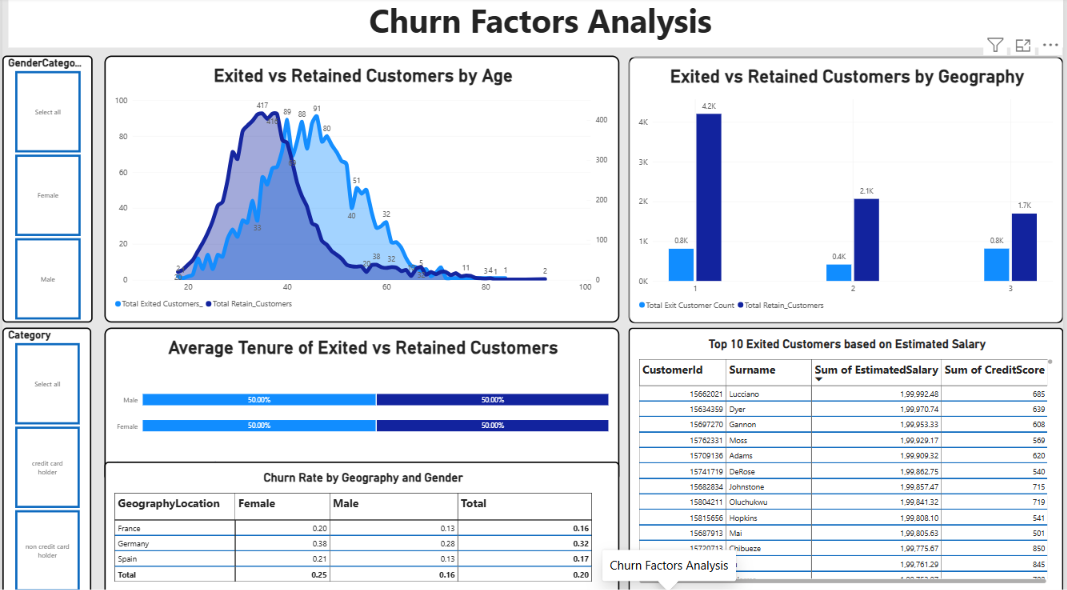 Churn Factors Analysis
GenderCatego...
Select all
Female
Male
Exited vs Retained Customers by Age
100
80
60
40
20
0
400
300
200
100
0
417
416
89
88
91
80
33
51
40
32
20
38
32
5
11
3 4 1
1
2
20
40
60
80
100
Total Exited Customers_
Total Retain_Customers
Exited vs Retained Customers by Geography
4K
3K
2K
1K
0K
0.8K
4.2K
0.4K
2.1K
0.8K
1.7K
1
2
3
Total Exit Customer Count
Total Retain_Customers
Category
Select all
credit card
holder
non credit card
holder
Average Tenure of Exited vs Retained Customers
Male 50.00% 50.00%
Female 50.00% 50.00%
Churn Rate by Geography and Gender
GeographyLocation Female Male Total
France 0.20 0.13 0.16
Germany 0.38 0.28 0.32
Spain 0.21 0.13 0.17
Total 0.25 0.16 0.20
Top 10 Exited Customers based on Estimated Salary
CustomerId Surname Sum of EstimatedSalary Sum of CreditScore
15662021 Lucciano 1,99,992.48 685
15634359 Dyer 1,99,970.74 639
15697270 Gannon 1,99,953.33 608
15762331 Moss 1,99,929.17 569
15709136 Adams 1,99,909.32 620
15741719 DeRose 1,99,862.75 540
15682834 Johnstone 1,99,857.47 715
15804211 Oluchukwu 1,99,841.32 719
15815656 Hopkins 1,99,808.10 541
15687913 Mai 1,99,805.63 501
15720713 Chibueze 1,99,775.67 850
1,99,761.29 845
Churn Factors Analysis